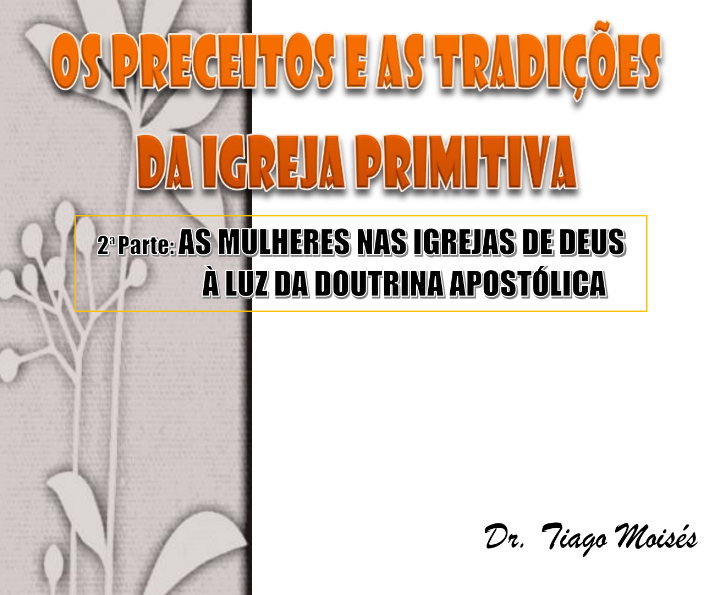 OS PRECEITOS E AS TRADIÇÕES
DA IGREJA PRIMITIVA
2ª Parte: AS MULHERES NAS IGREJAS DE DEUS
À LUZ DA DOUTRINA APOSTÓLICA
Dr. Tiago Moisés